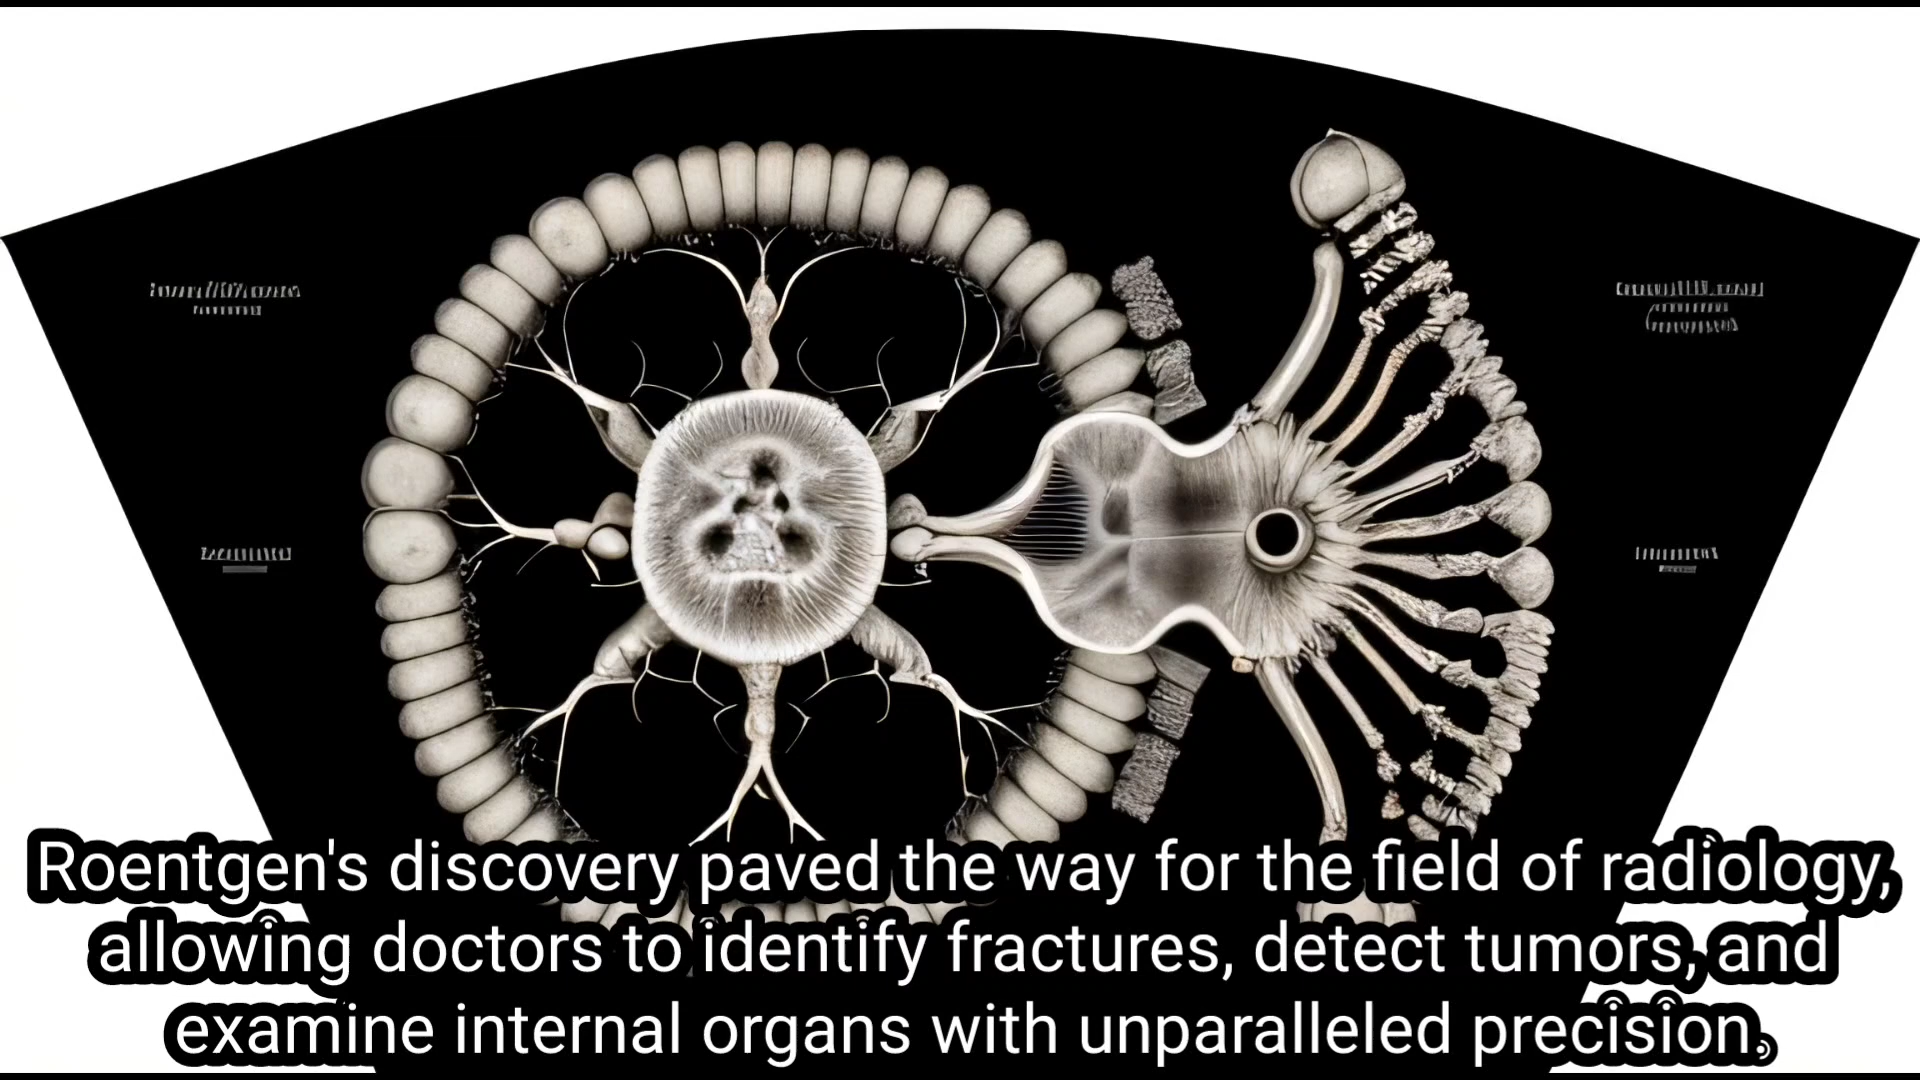 Roentgen's discovery paved the way for the field of radiology,
allowing doctors to identify fractures, detect tumors, and
examine internal organs with unparalleled precision.